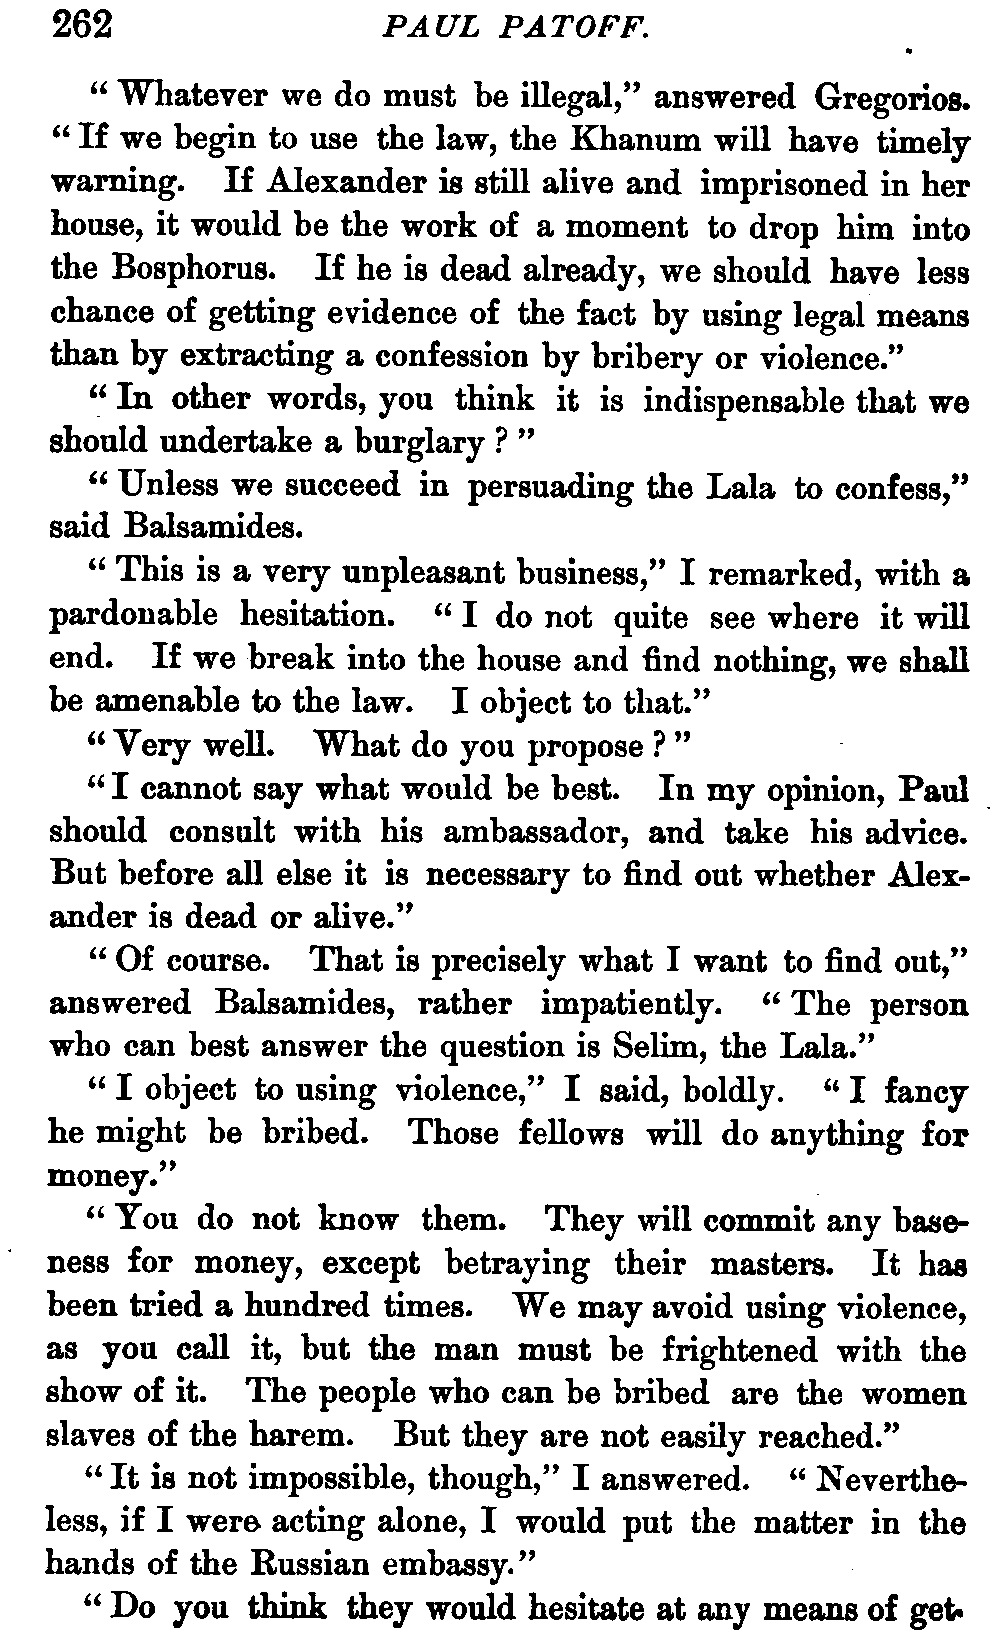 262 PAUL PATOFF.
"Whatever we do must be illegal," answered Gregorios.
"If we begin to use the law, the Khanum will have timely
warning. If Alexander is still alive and imprisoned in her
house, it would be the work of a moment to drop him into
the Bosphorus. If he is dead already, we should have less
chance of getting evidence of the fact by using legal means
than by extracting a confession by bribery or violence."
"In other words, you think it is indispensable that we
should undertake a burglary?"
"Unless we succeed in persuading the Lala to confess,"
said Balsamides.
"This is a very unpleasant business," I remarked, with a
pardonable hesitation. "I do not quite see where it will
end. If we break into the house and find nothing, we shall
be amenable to the law. I object to that."
"Very well. What do you propose?"
"I cannot say what would be best. In my opinion, Paul
should consult with his ambassador, and take his advice.
But before all else it is necessary to find out whether Alex-
ander is dead or alive."
"Of course. That is precisely what I want to find out,"
answered Balsamides, rather impatiently. "The person
who can best answer the question is Selim, the Lala."
"I object to using violence," I said, boldly. "I fancy
he might be bribed. Those fellows will do anything for
money."
"You do not know them. They will commit any base-
ness for money, except betraying their masters. It has
been tried a hundred times. We may avoid using violence,
as you call it, but the man must be frightened with the
show of it. The people who can be bribed are the women
slaves of the harem. But they are not easily reached."
"It is not impossible, though," I answered. "Neverthe-
less, if I were acting alone, I would put the matter in the
hands of the Russian embassy."
"Do you think they would hesitate at any means of get-